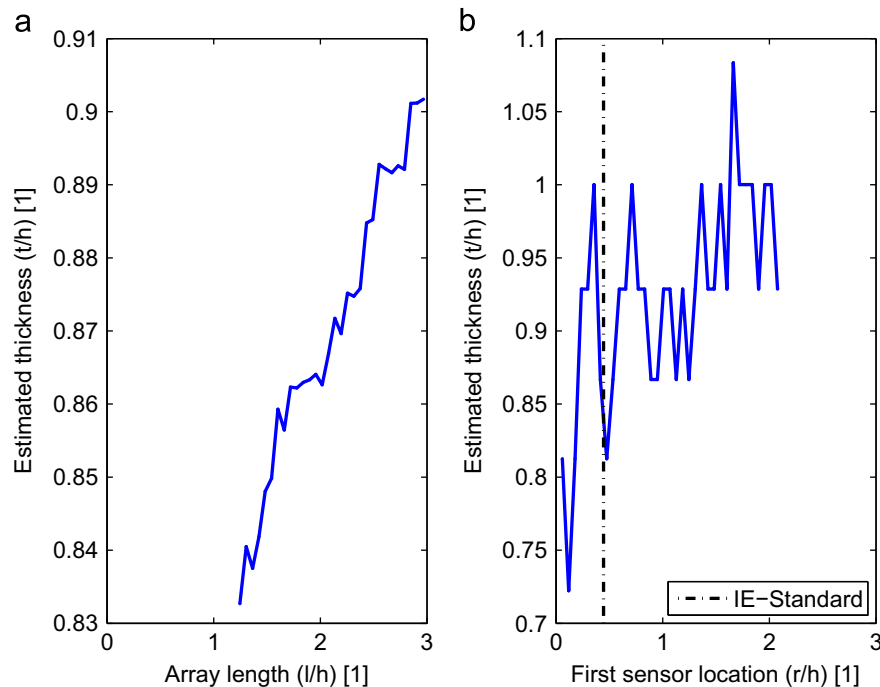 a
0.91
0.9
0.89
0.88
0.87
0.86
0.85
0.84
0.83
Estimated thickness (t/h) [1]
0 1 2 3
Array length (l/h) [1]
b
1.1
1.05
1
0.95
0.9
0.85
0.8
0.75
0.7
Estimated thickness (t/h) [1]
IE−Standard
0 1 2 3
First sensor location (r/h) [1]